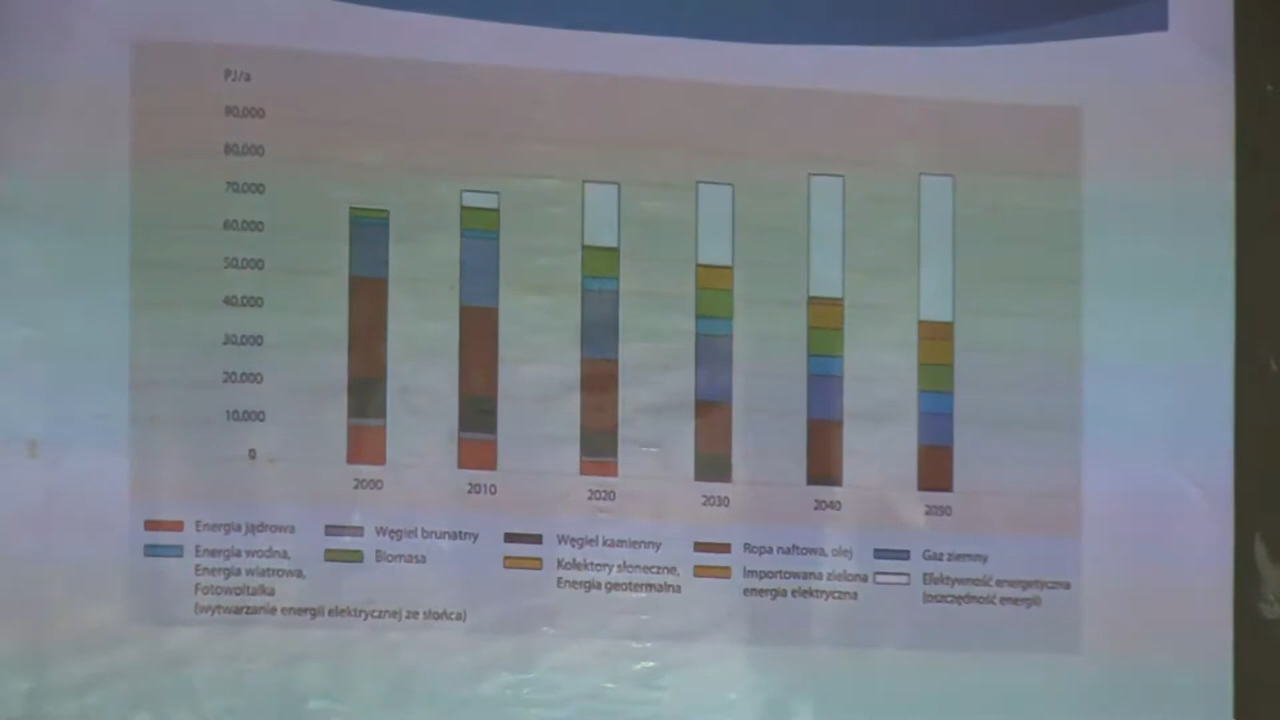 PJ/a
90,000
80,000
70,000
60,000
50,000
40,000
30,000
20,000
10,000
0
2000 2010 2020 2030 2040 2050
Energia jądrowa
Węgiel brunatny
Węgiel kamienny
Ropa naftowa, olej
Gaz ziemny
Energia wodna,
Energia wiatrowa,
Fotowoltaika
(wytwarzanie energii elektrycznej ze słońca)
Biomasa
Kolektory słoneczne,
Energia geotermalna
Importowana zielona
energia elektryczna
Efektywność energetyczna
(oszczędność energii)